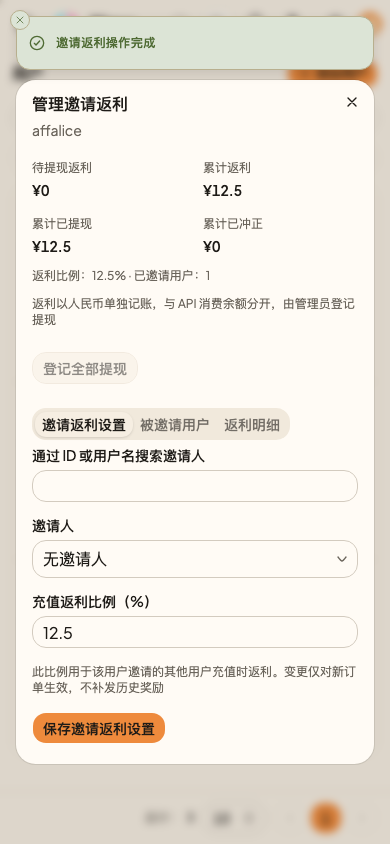 邀请返利操作完成
管理邀请返利
affalice
待提现返利
累计返利
¥0
¥12.5
累计已提现
累计已冲正
¥12.5
¥0
返利比例：12.5% · 已邀请用户：1
返利以人民币单独记账，与 API 消费余额分开，由管理员登记
提现
登记全部提现
邀请返利设置
被邀请用户
返利明细
通过 ID 或用户名搜索邀请人
邀请人
无邀请人
充值返利比例（%）
12.5
此比例用于该用户邀请的其他用户充值时返利。变更仅对新订
单生效，不补发历史奖励
保存邀请返利设置